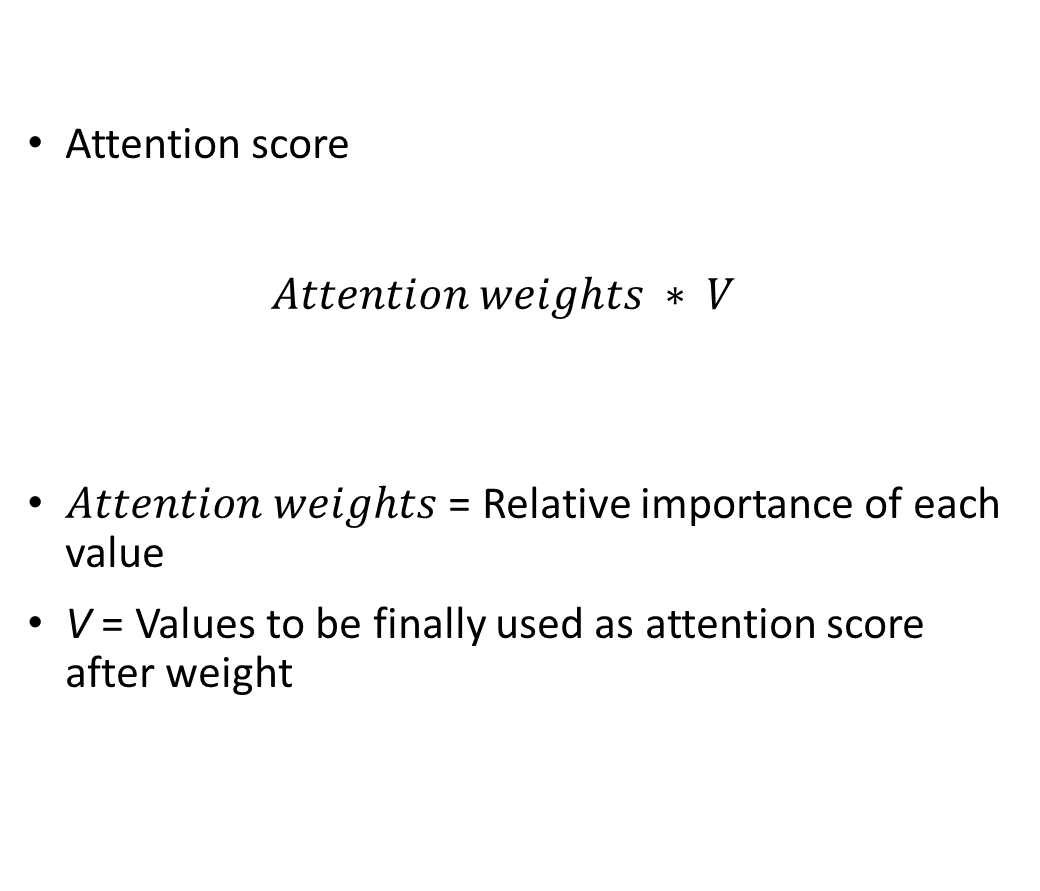 • Attention score
Attention weights ∗ V
• Attention weights = Relative importance of each
value
• V = Values to be finally used as attention score
after weight